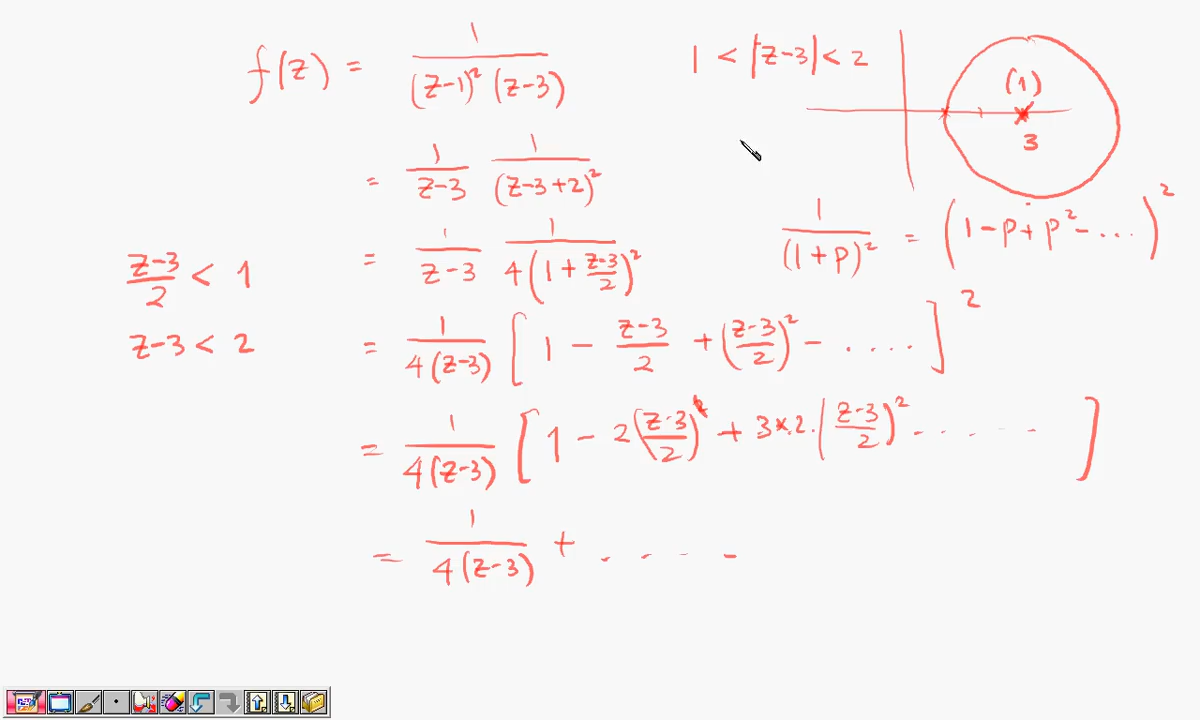 f(z) = 1 / ((z-1)² (z-3))    1 < |z-3| < 2
(1)
3
= 1/(z-3) 1/(z-3+2)²
= 1/(z-3) 1/(4(1 + (z-3)/2)²)    1/(1+p)² = (1 - p + p² - ....)²
(z-3)/2 < 1
z-3 < 2
= 1/(4(z-3)) [1 - (z-3)/2 + ((z-3)/2)² - ....]²
= 1/(4(z-3)) [1 - 2((z-3)/2) + 3×2.((z-3)/2)² ......]
= 1/(4(z-3)) + ....